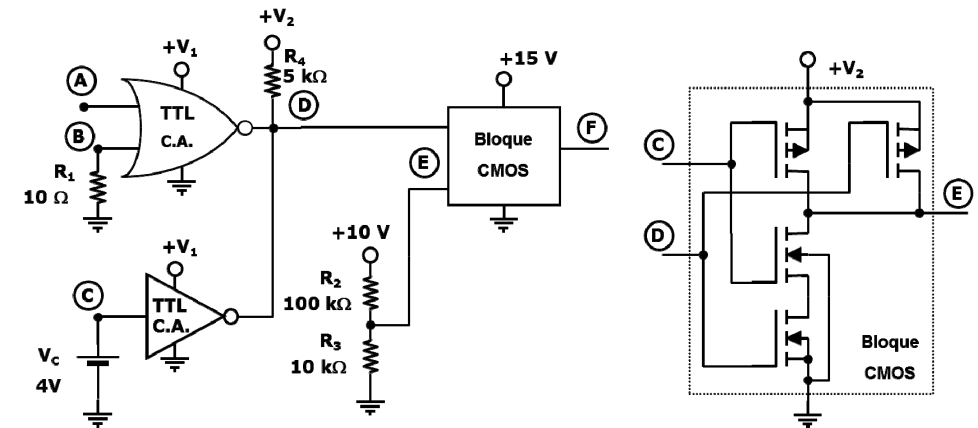 +V₂
+V₁
R₄
5 kΩ
+15 V
A
TTL
C.A.
D
B
Bloque
CMOS
F
E
R₁
10 Ω
+10 V
+V₁
C
TTL
C.A.
R₂
100 kΩ
R₃
10 kΩ
V_C
4V
+V₂
C
E
D
Bloque
CMOS